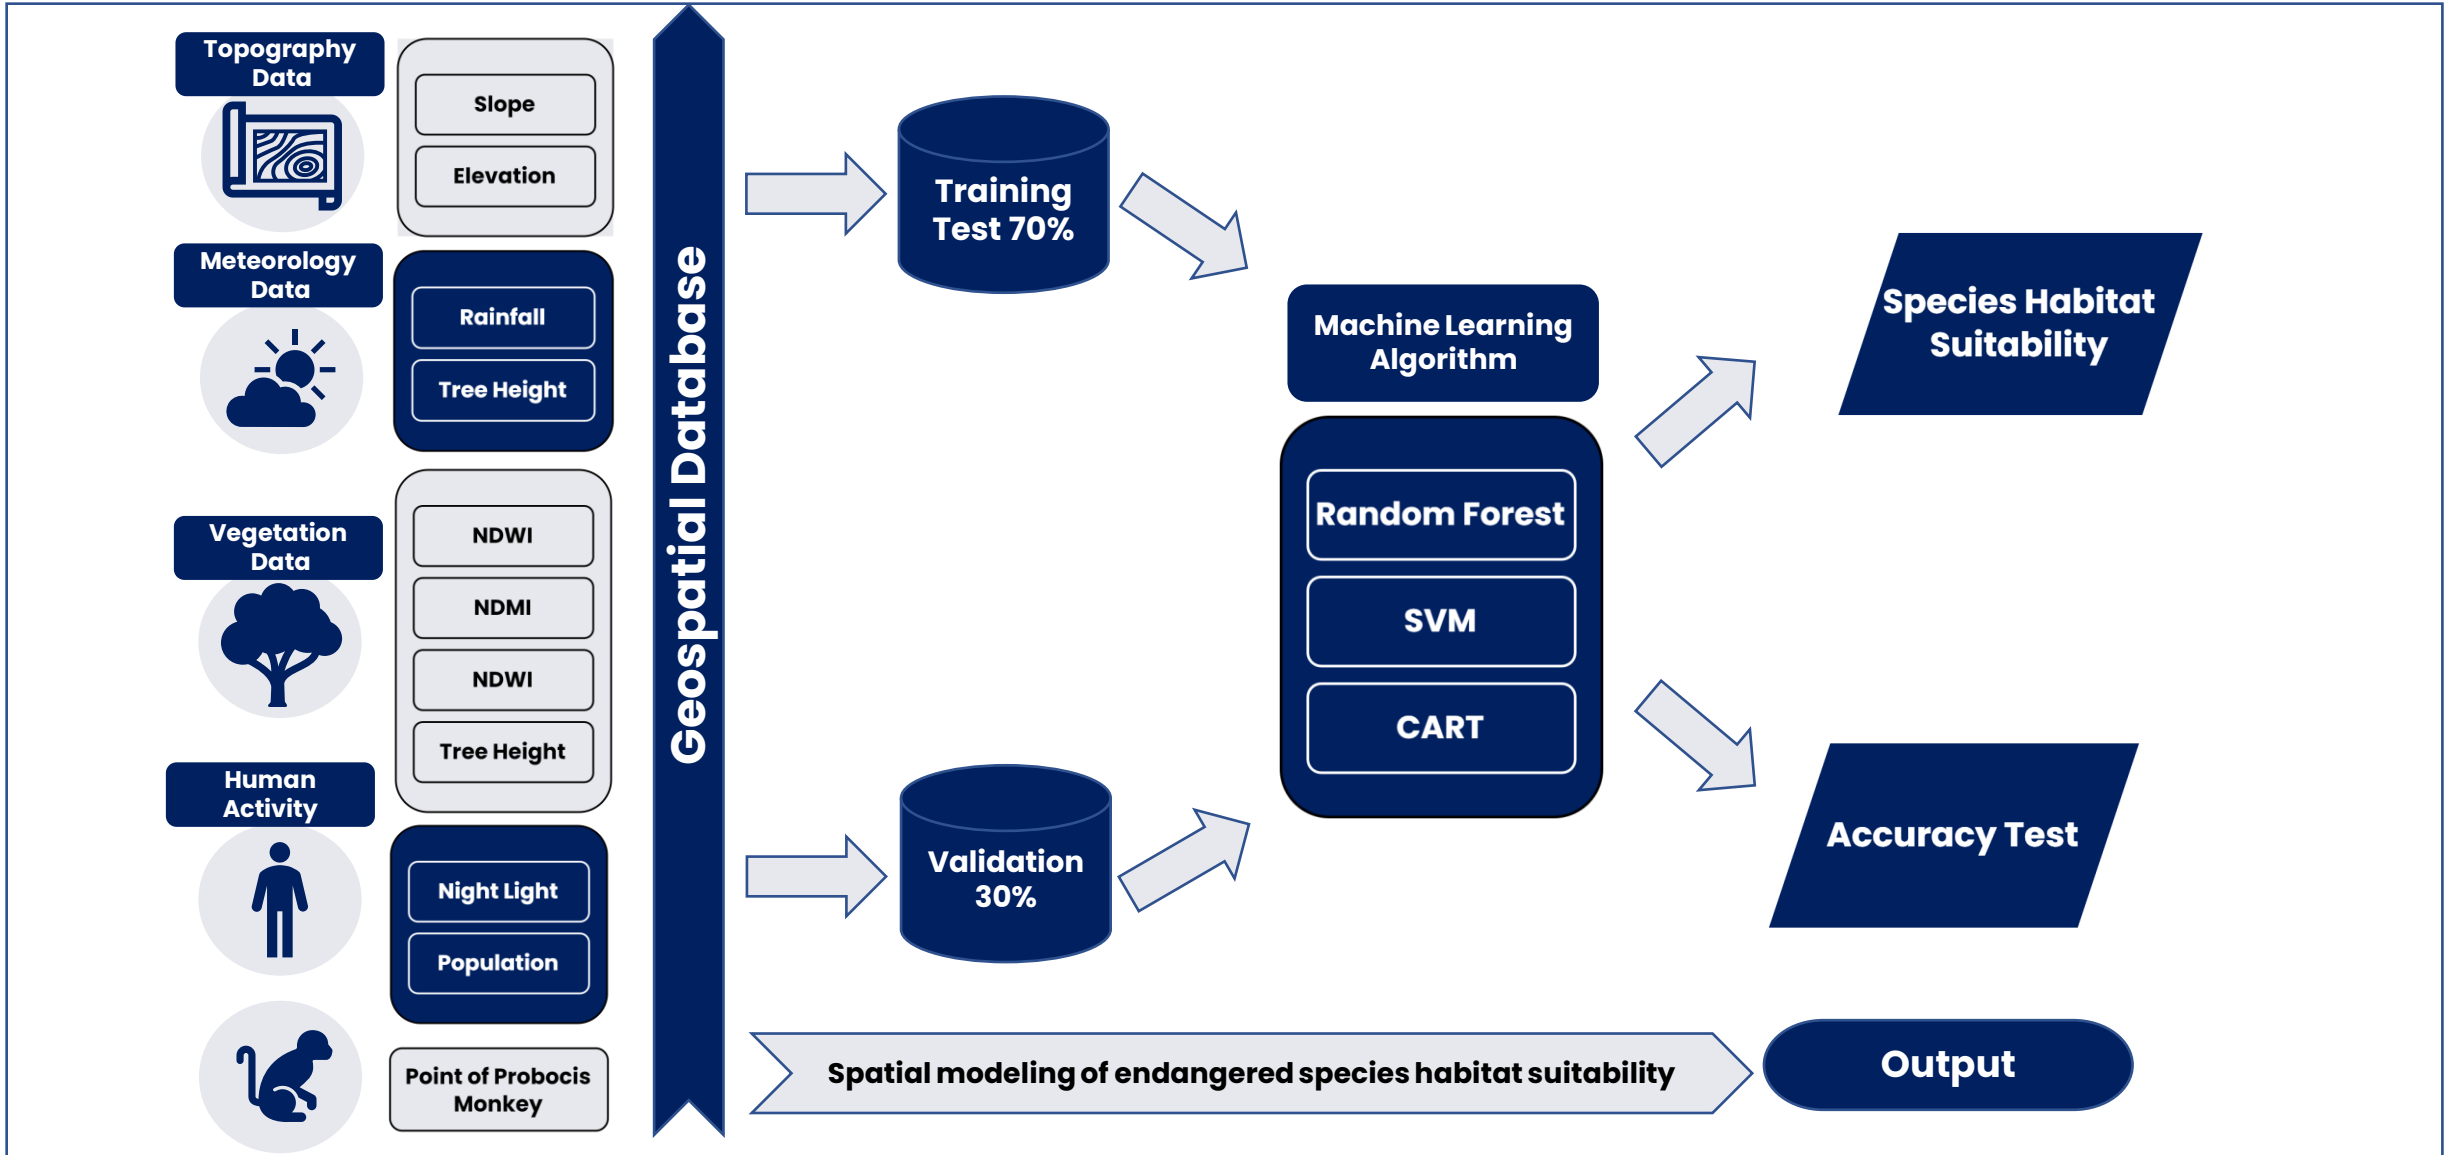 Topography
Data
Slope
Elevation
Meteorology
Data
Rainfall
Tree Height
Vegetation
Data
NDWI
NDMI
NDWI
Tree Height
Human
Activity
Night Light
Population
Point of Probocis
Monkey
Geospatial Database
Training
Test 70%
Validation
30%
Machine Learning
Algorithm
Random Forest
SVM
CART
Species Habitat
Suitability
Accuracy Test
Spatial modeling of endangered species habitat suitability
Output